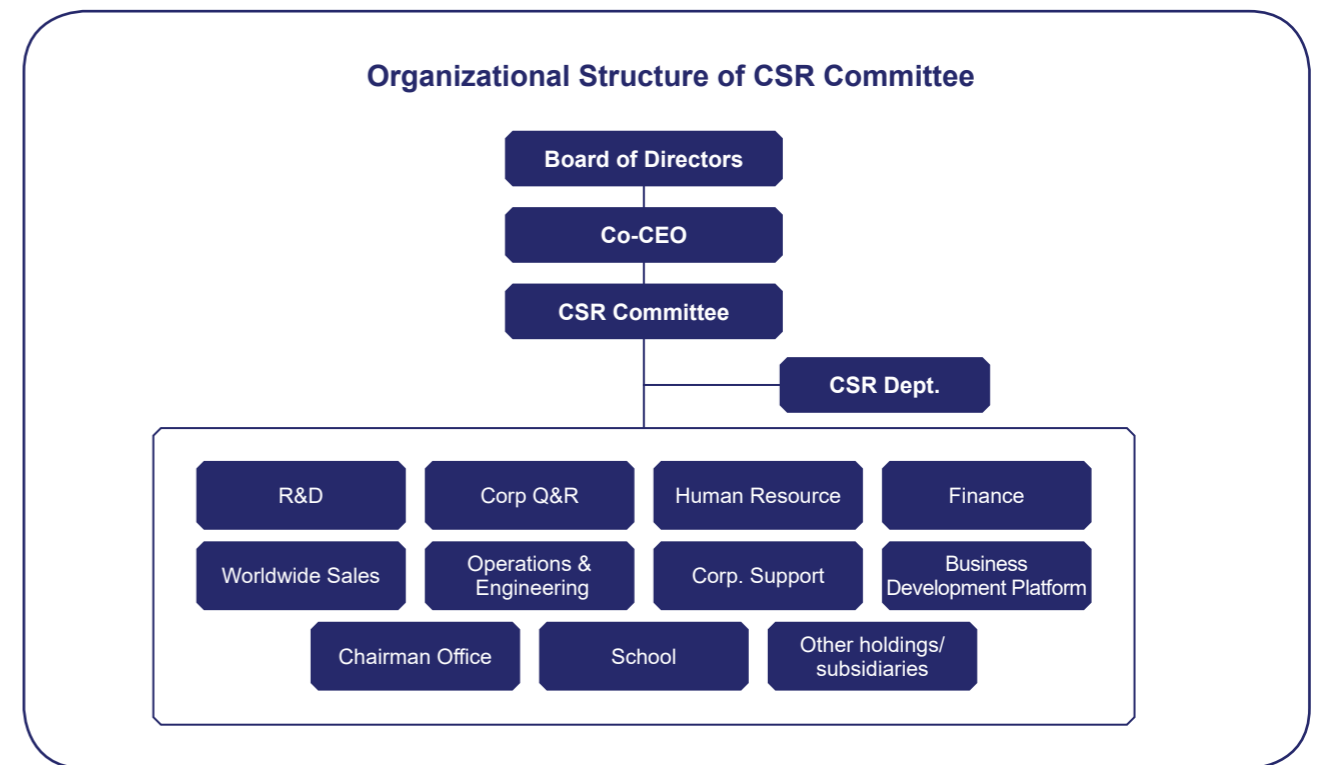 Organizational Structure of CSR Committee
Board of Directors
Co-CEO
CSR Committee
CSR Dept.
R&D
Corp Q&R
Human Resource
Finance
Worldwide Sales
Operations &
Engineering
Corp. Support
Business
Development Platform
Chairman Office
School
Other holdings/
subsidiaries